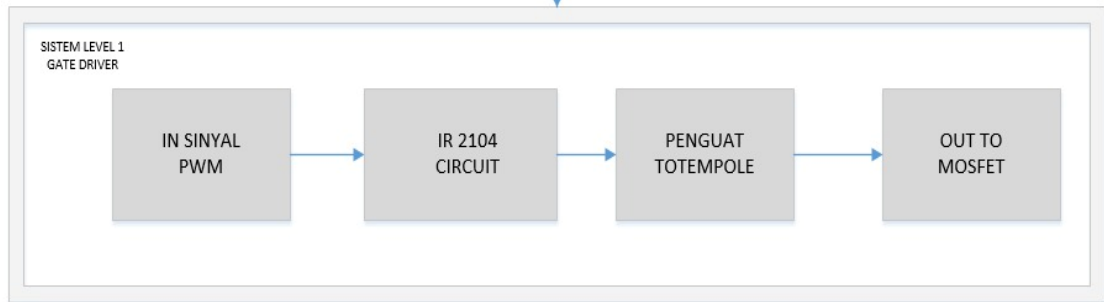 SISTEM LEVEL 1
GATE DRIVER
IN SINYAL
PWM
IR 2104
CIRCUIT
PENGUAT
TOTEMPOLE
OUT TO
MOSFET